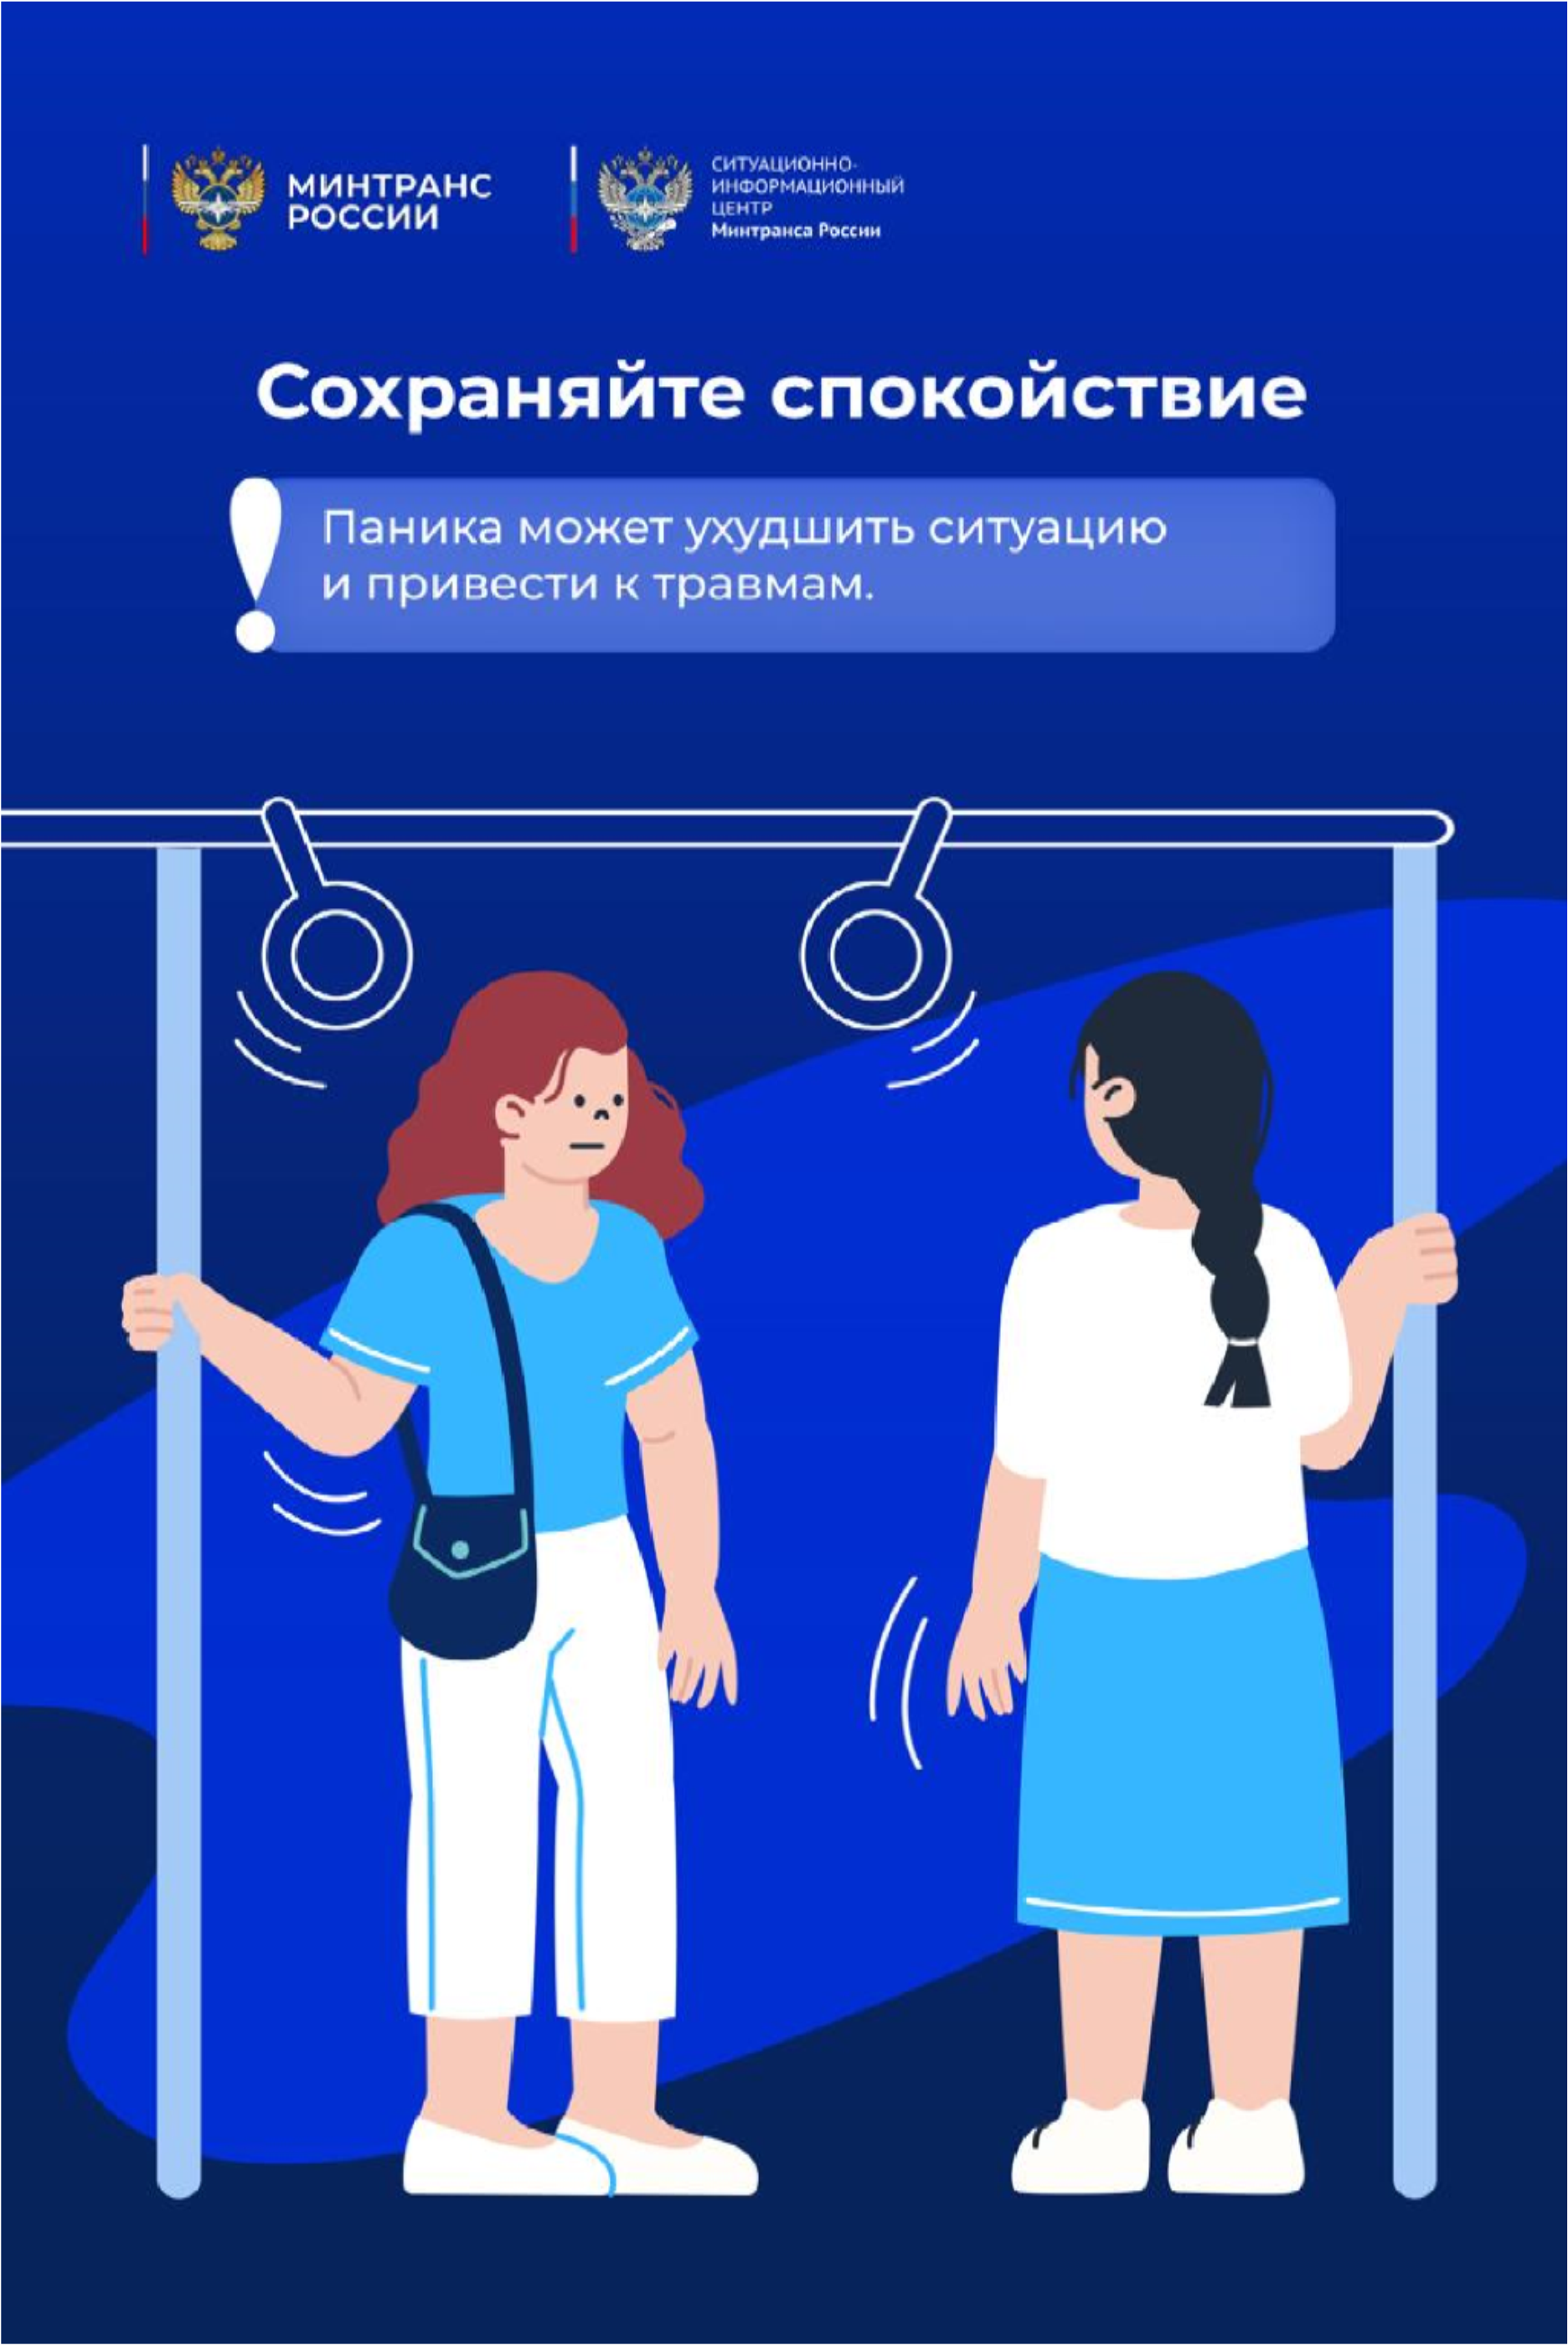 МИНТРАНС
РОССИИ
СИТУАЦИОННО-
ИНФОРМАЦИОННЫЙ
ЦЕНТР
Минтранса России
Сохраняйте спокойствие
Паника может ухудшить ситуацию
и привести к травмам.